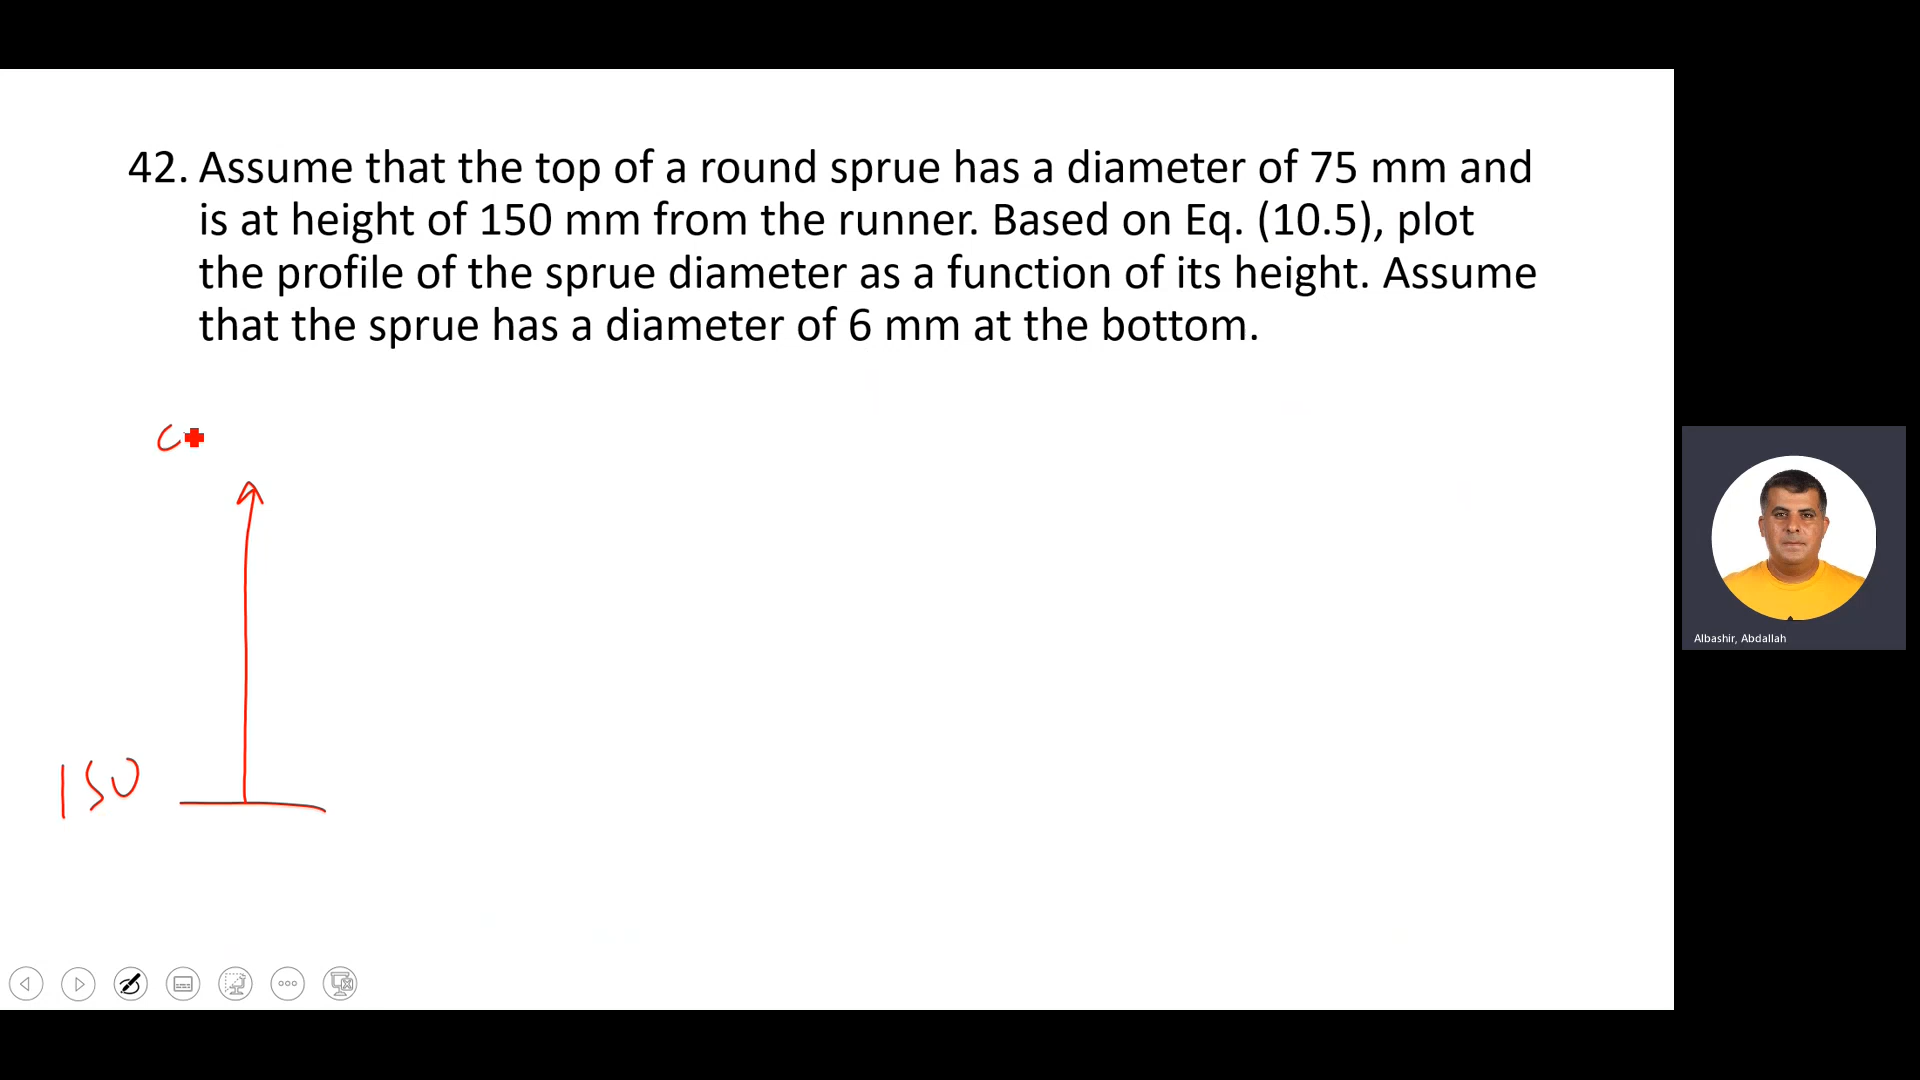 42. Assume that the top of a round sprue has a diameter of 75 mm and
is at height of 150 mm from the runner. Based on Eq. (10.5), plot
the profile of the sprue diameter as a function of its height. Assume
that the sprue has a diameter of 6 mm at the bottom.
150
Albashir, Abdallah